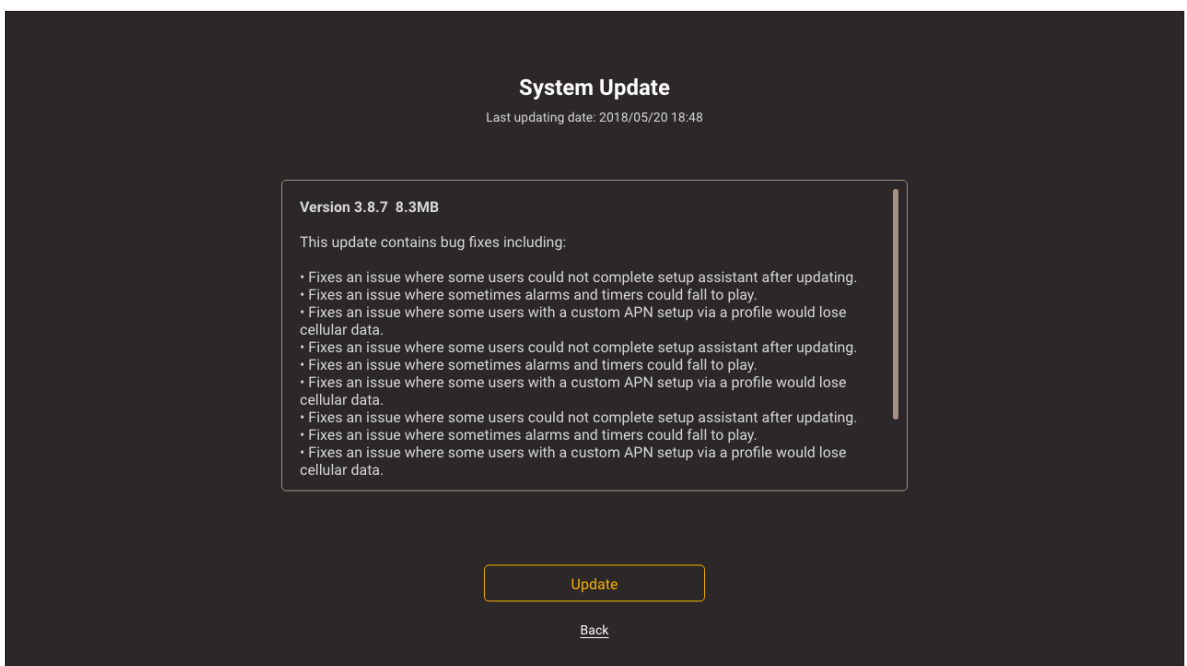 System Update
Last updating date: 2018/05/20 18:48
Version 3.8.7 8.3MB
This update contains bug fixes including:
• Fixes an issue where some users could not complete setup assistant after updating.
• Fixes an issue where sometimes alarms and timers could fall to play.
• Fixes an issue where some users with a custom APN setup via a profile would lose
cellular data.
• Fixes an issue where some users could not complete setup assistant after updating.
• Fixes an issue where sometimes alarms and timers could fall to play.
• Fixes an issue where some users with a custom APN setup via a profile would lose
cellular data.
• Fixes an issue where some users could not complete setup assistant after updating.
• Fixes an issue where sometimes alarms and timers could fall to play.
• Fixes an issue where some users with a custom APN setup via a profile would lose
cellular data.
Update
Back